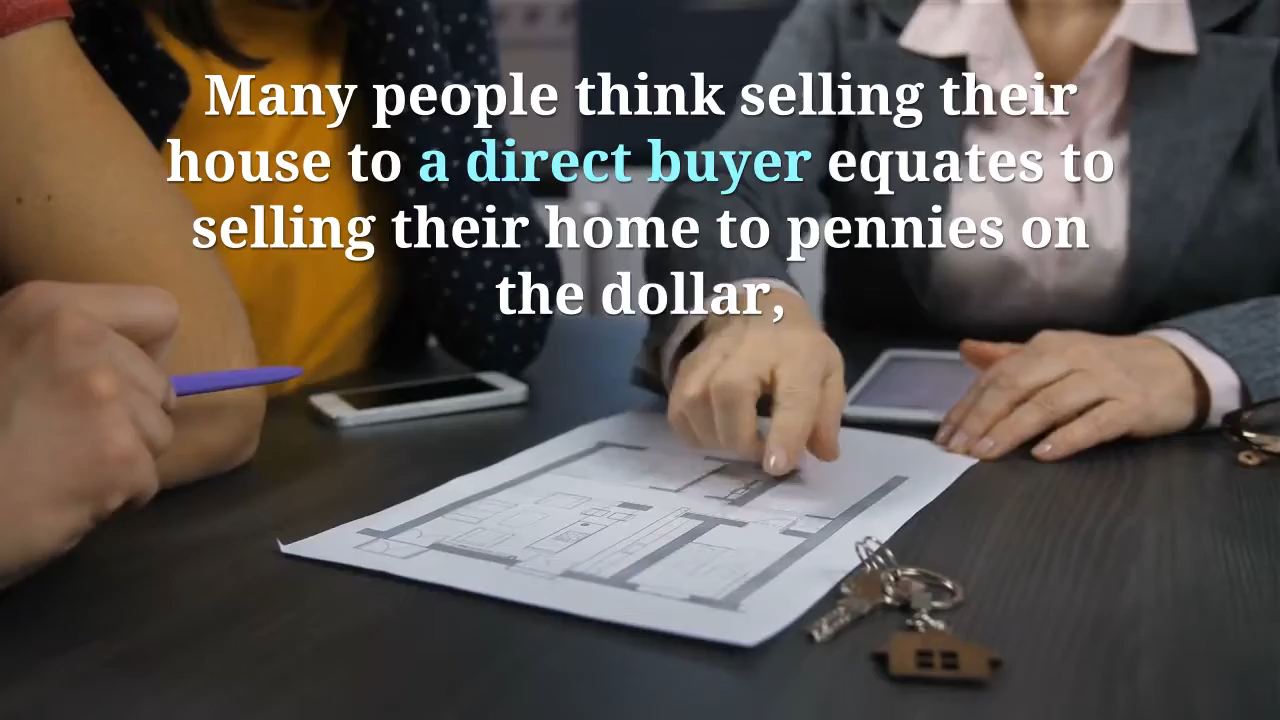 Many people think selling their
house to a direct buyer equates to
selling their home to pennies on
the dollar,